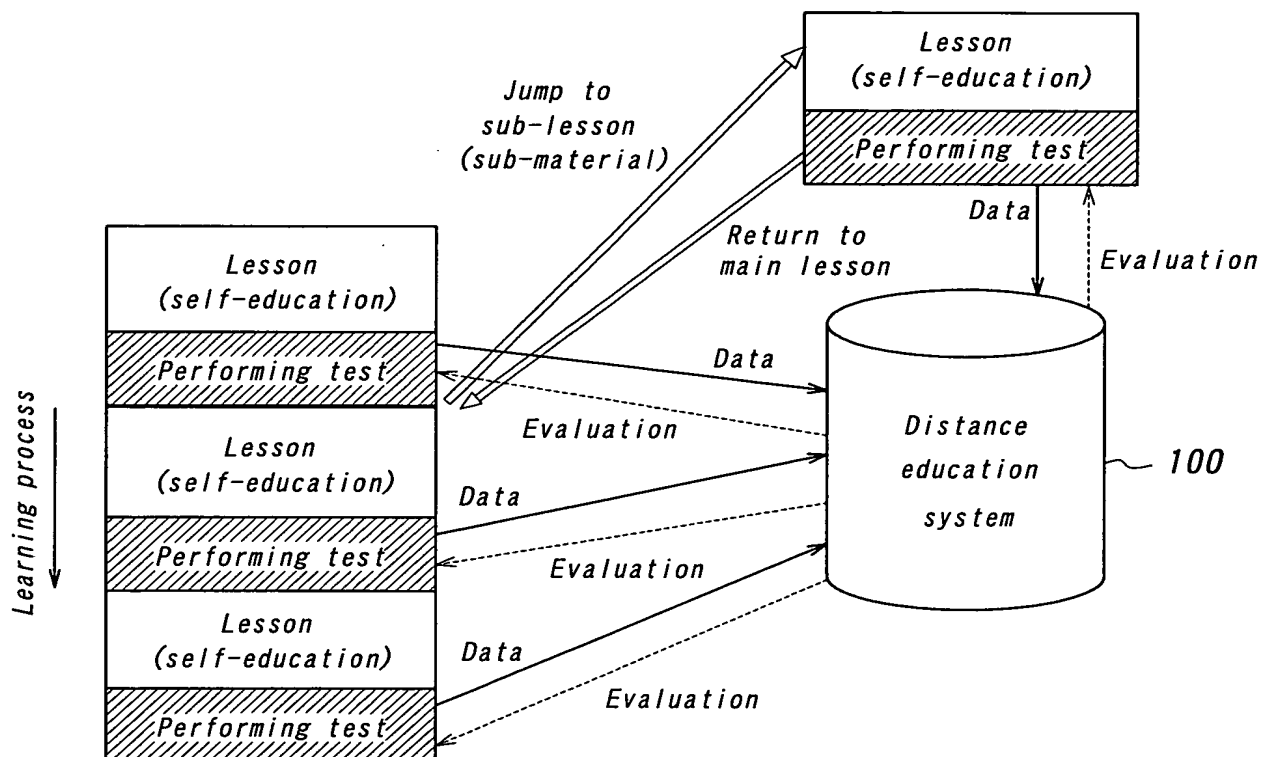 Lesson
(self-education)
Performing test
Jump to
sub-lesson
(sub-material)
Return to
main lesson
Data
Evaluation
Lesson
(self-education)
Performing test
Data
Evaluation
Lesson
(self-education)
Performing test
Data
Evaluation
Lesson
(self-education)
Performing test
Data
Evaluation
Distance
education
system
100
Learning process